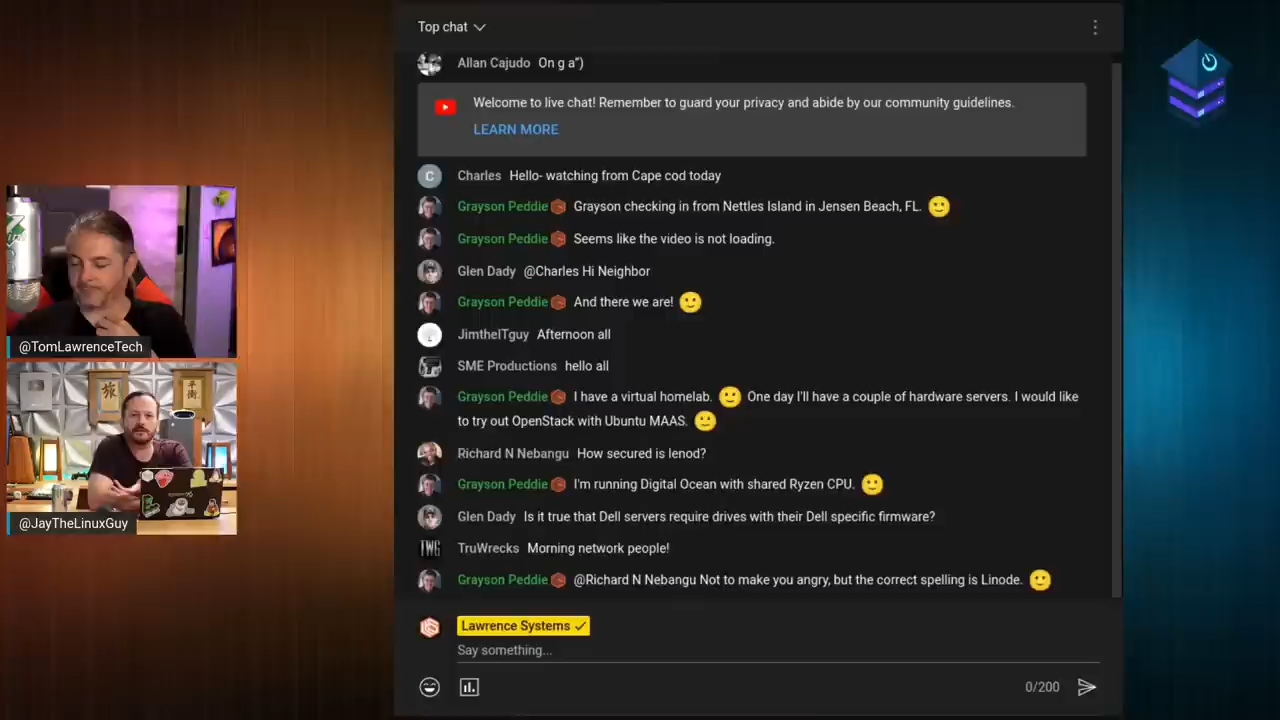 Top chat
Allan Cajudo On g a”)
Welcome to live chat! Remember to guard your privacy and abide by our community guidelines.
LEARN MORE
C Charles Hello- watching from Cape cod today
Grayson Peddie Grayson checking in from Nettles Island in Jensen Beach, FL. 🙂
Grayson Peddie Seems like the video is not loading.
Glen Dady @Charles Hi Neighbor
Grayson Peddie And there we are! 🙂
JimtheITguy Afternoon all
SME Productions hello all
Grayson Peddie I have a virtual homelab. 🙂 One day I'll have a couple of hardware servers. I would like
to try out OpenStack with Ubuntu MAAS. 🙂
Richard N Nebangu How secured is lenod?
Grayson Peddie I'm running Digital Ocean with shared Ryzen CPU. 🙂
Glen Dady Is it true that Dell servers require drives with their Dell specific firmware?
TWG TruWrecks Morning network people!
Grayson Peddie @Richard N Nebangu Not to make you angry, but the correct spelling is Linode. 🙂
Lawrence Systems ✓
Say something...
0/200
@TomLawrenceTech
旅
平
衡
@JayTheLinuxGuy